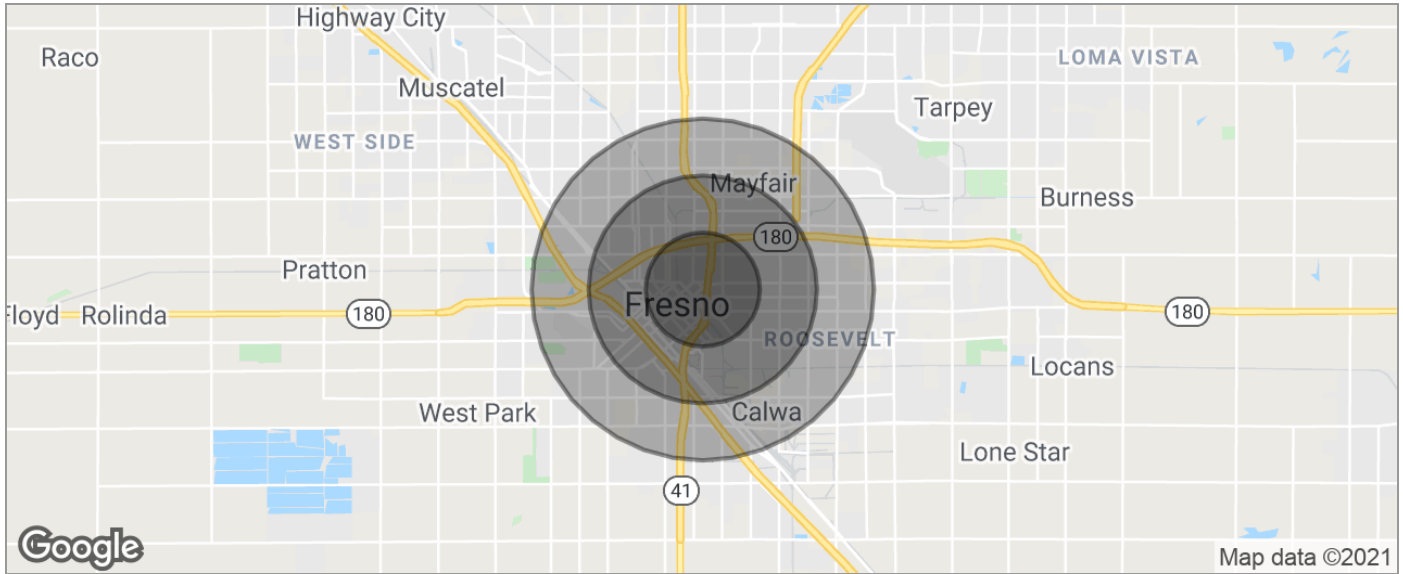 Highway City
Raco
LOMA VISTA
Muscatel
Tarpey
WEST SIDE
Mayfair
Burness
180
Pratton
Fresno
Floyd
Rolinda
180
180
ROOSEVELT
Locans
West Park
Calwa
Lone Star
41
Google
Map data ©2021